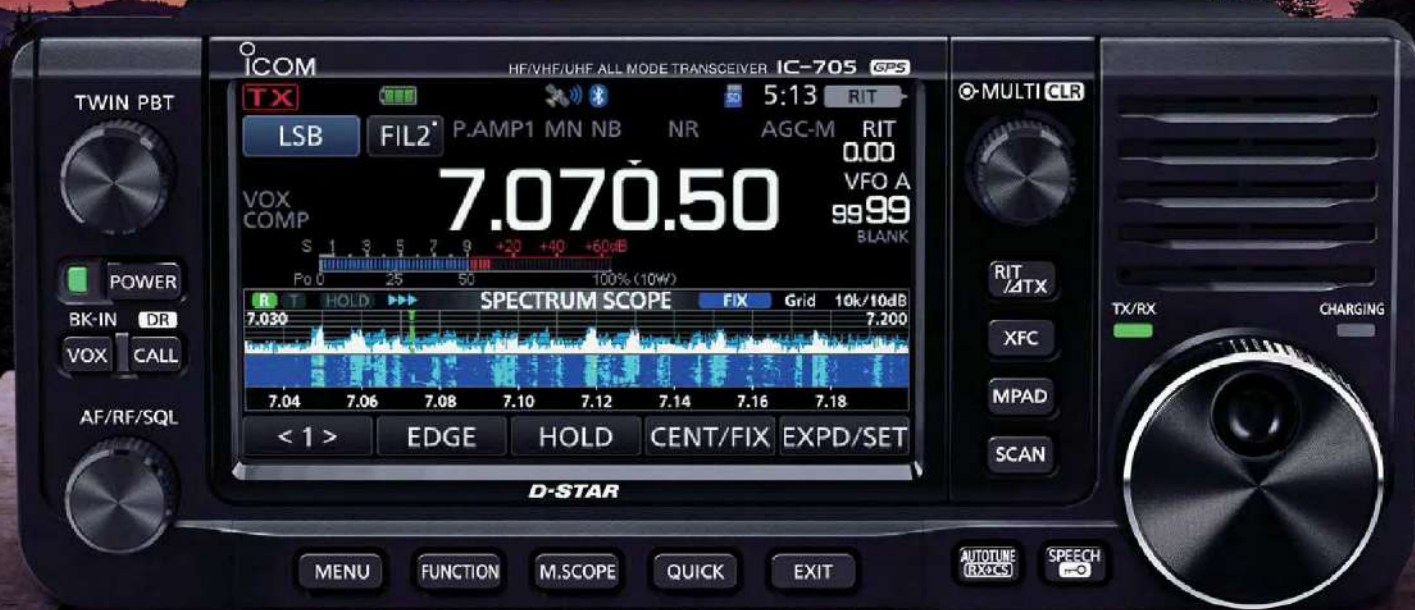 ICOM
HF/VHF/UHF ALL MODE TRANSCEIVER IC-705 GPS
TWIN PBT
TX SD 5:13 RIT
MULTI CLR
LSB FIL2 P.AMP1 MN NB NR AGC-M RIT
0.00
VOX
COMP
7.070.50
VFO A
9999
BLANK
S 1 3 5 7 9 +20 +40 +60dB
Po 0 25 50 100% (10W)
POWER
RIT
/⊿TX
R T HOLD SPECTRUM SCOPE FIX Grid 10k/10dB
7.030 7.200
TX/RX CHARGING
BK-IN DR
VOX CALL
XFC
7.04 7.06 7.08 7.10 7.12 7.14 7.16 7.18
MPAD
AF/RF/SQL
< 1 > EDGE HOLD CENT/FIX EXPD/SET
SCAN
D-STAR
MENU FUNCTION M.SCOPE QUICK EXIT
AUTOTUNE
RX→CS
SPEECH